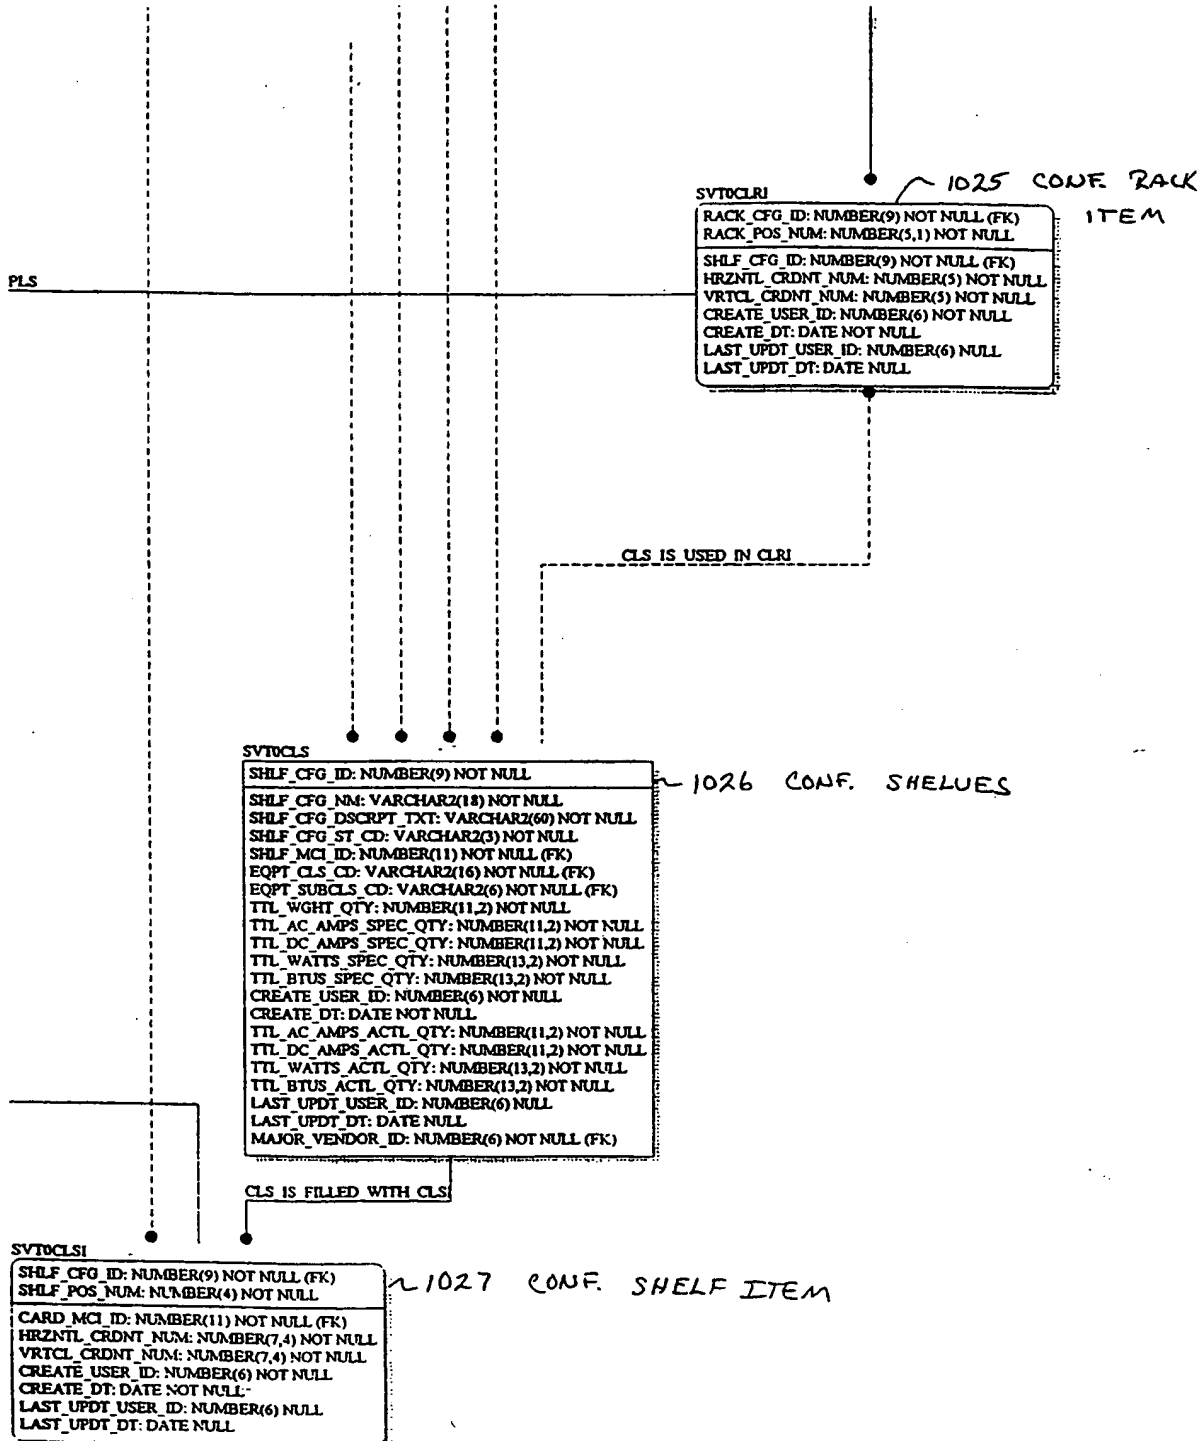 SVT0CLRI
1025 CONF. RACK
ITEM
RACK_CFG_ID: NUMBER(9) NOT NULL (FK)
RACK_POS_NUM: NUMBER(5,1) NOT NULL
SHLF_CFG_ID: NUMBER(9) NOT NULL (FK)
HRZNTL_CRDNT_NUM: NUMBER(5) NOT NULL
VRTCL_CRDNT_NUM: NUMBER(5) NOT NULL
CREATE_USER_ID: NUMBER(6) NOT NULL
CREATE_DT: DATE NOT NULL
LAST_UPDT_USER_ID: NUMBER(6) NULL
LAST_UPDT_DT: DATE NULL
PLS
CLS IS USED IN CLRI
SVT0CLS
1026 CONF. SHELVES
SHLF_CFG_ID: NUMBER(9) NOT NULL
SHLF_CFG_NM: VARCHAR2(18) NOT NULL
SHLF_CFG_DSCRPT_TXT: VARCHAR2(60) NOT NULL
SHLF_CFG_ST_CD: VARCHAR2(3) NOT NULL
SHLF_MCI_ID: NUMBER(11) NOT NULL (FK)
EQPT_CLS_CD: VARCHAR2(16) NOT NULL (FK)
EQPT_SUBCLS_CD: VARCHAR2(6) NOT NULL (FK)
TTL_WGHT_QTY: NUMBER(11,2) NOT NULL
TTL_AC_AMPS_SPEC_QTY: NUMBER(11,2) NOT NULL
TTL_DC_AMPS_SPEC_QTY: NUMBER(11,2) NOT NULL
TTL_WATTS_SPEC_QTY: NUMBER(13,2) NOT NULL
TTL_BTUS_SPEC_QTY: NUMBER(13,2) NOT NULL
CREATE_USER_ID: NUMBER(6) NOT NULL
CREATE_DT: DATE NOT NULL
TTL_AC_AMPS_ACTL_QTY: NUMBER(11,2) NOT NULL
TTL_DC_AMPS_ACTL_QTY: NUMBER(11,2) NOT NULL
TTL_WATTS_ACTL_QTY: NUMBER(13,2) NOT NULL
TTL_BTUS_ACTL_QTY: NUMBER(13,2) NOT NULL
LAST_UPDT_USER_ID: NUMBER(6) NULL
LAST_UPDT_DT: DATE NULL
MAJOR_VENDOR_ID: NUMBER(6) NOT NULL (FK)
CLS IS FILLED WITH CLSI
SVT0CLSI
1027 CONF. SHELF ITEM
SHLF_CFG_ID: NUMBER(9) NOT NULL (FK)
SHLF_POS_NUM: NUMBER(4) NOT NULL
CARD_MCI_ID: NUMBER(11) NOT NULL (FK)
HRZNTL_CRDNT_NUM: NUMBER(7,4) NOT NULL
VRTCL_CRDNT_NUM: NUMBER(7,4) NOT NULL
CREATE_USER_ID: NUMBER(6) NOT NULL
CREATE_DT: DATE NOT NULL
LAST_UPDT_USER_ID: NUMBER(6) NULL
LAST_UPDT_DT: DATE NULL